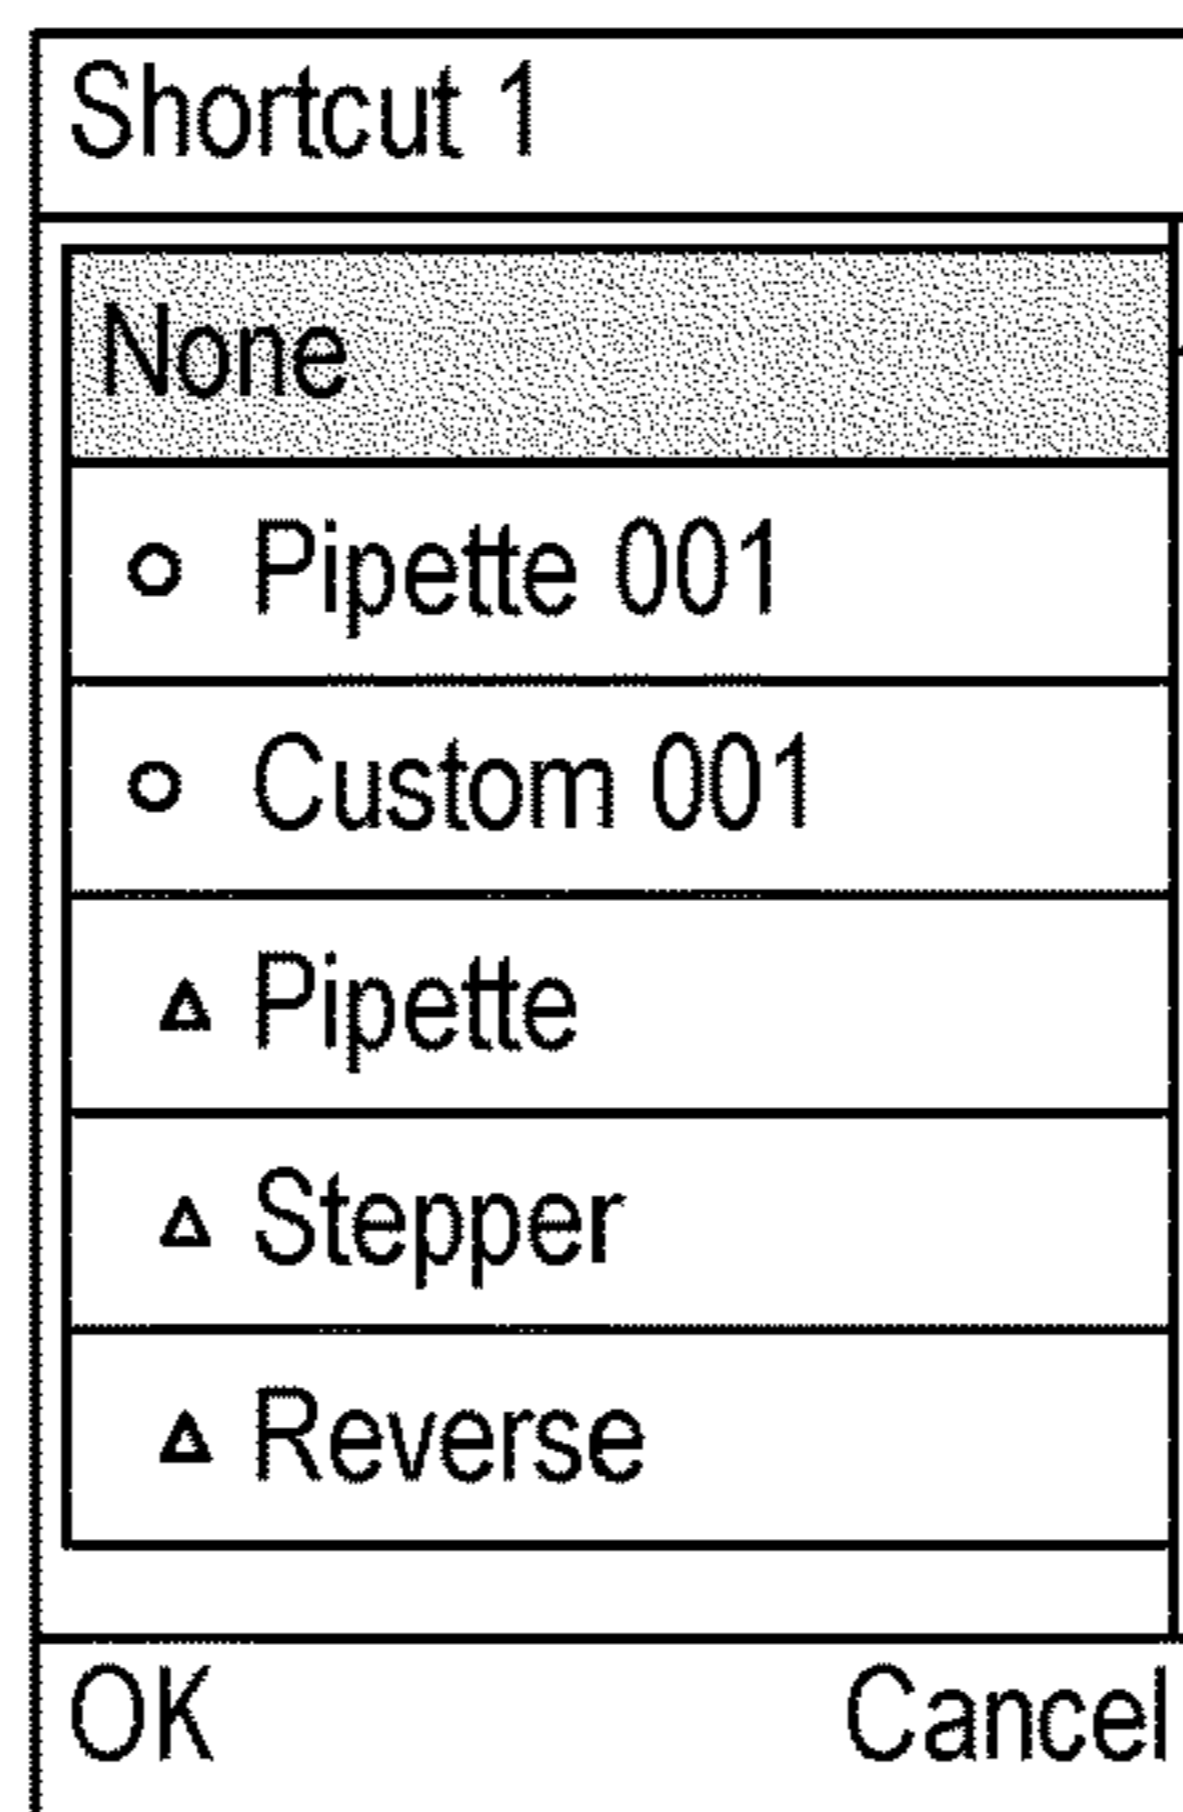 Shortcut 1
None
Pipette 001
Custom 001
Pipette
Stepper
Reverse
OK
Cancel